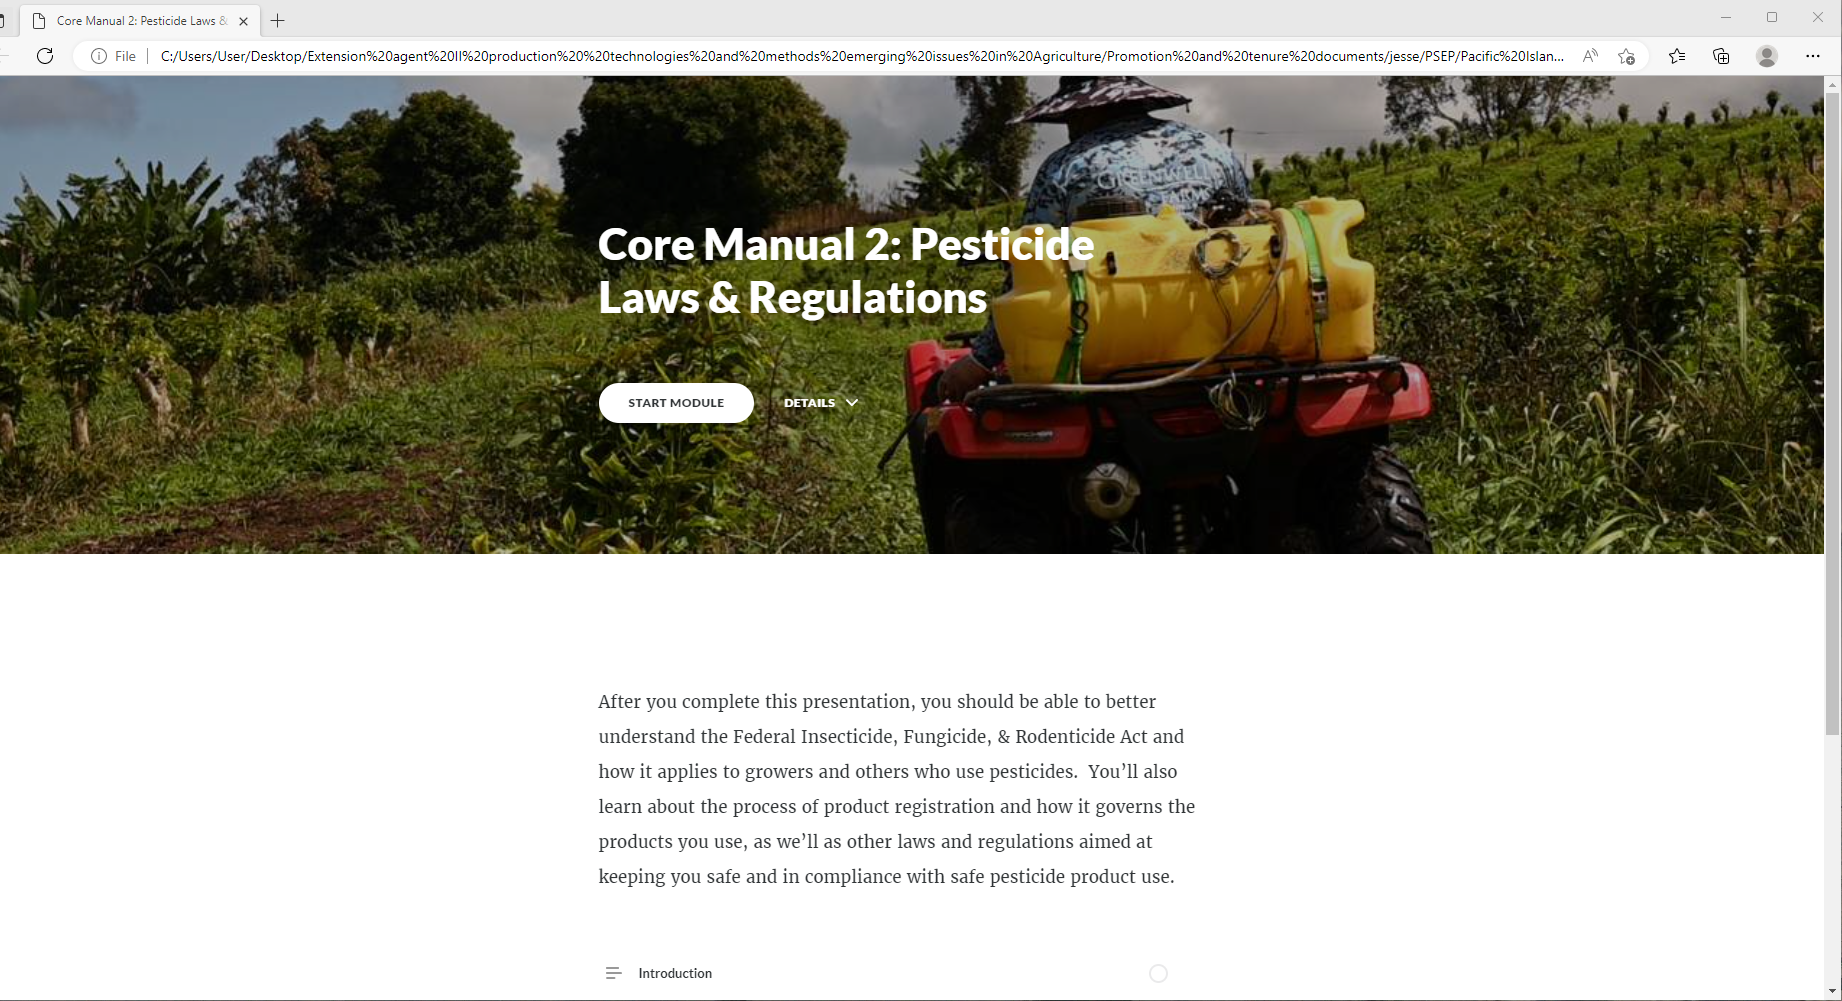 Core Manual 2: Pesticide Laws &
File
C:/Users/User/Desktop/Extension%20agent%20II%20production%20%20technologies%20and%20methods%20emerging%20issues%20in%20Agriculture/Promotion%20and%20tenure%20documents/jesse/PSEP/Pacific%20Islan...
GREENWELL
Core Manual 2: Pesticide
Laws & Regulations
START MODULE
DETAILS
After you complete this presentation, you should be able to better
understand the Federal Insecticide, Fungicide, & Rodenticide Act and
how it applies to growers and others who use pesticides.  You’ll also
learn about the process of product registration and how it governs the
products you use, as we’ll as other laws and regulations aimed at
keeping you safe and in compliance with safe pesticide product use.
Introduction